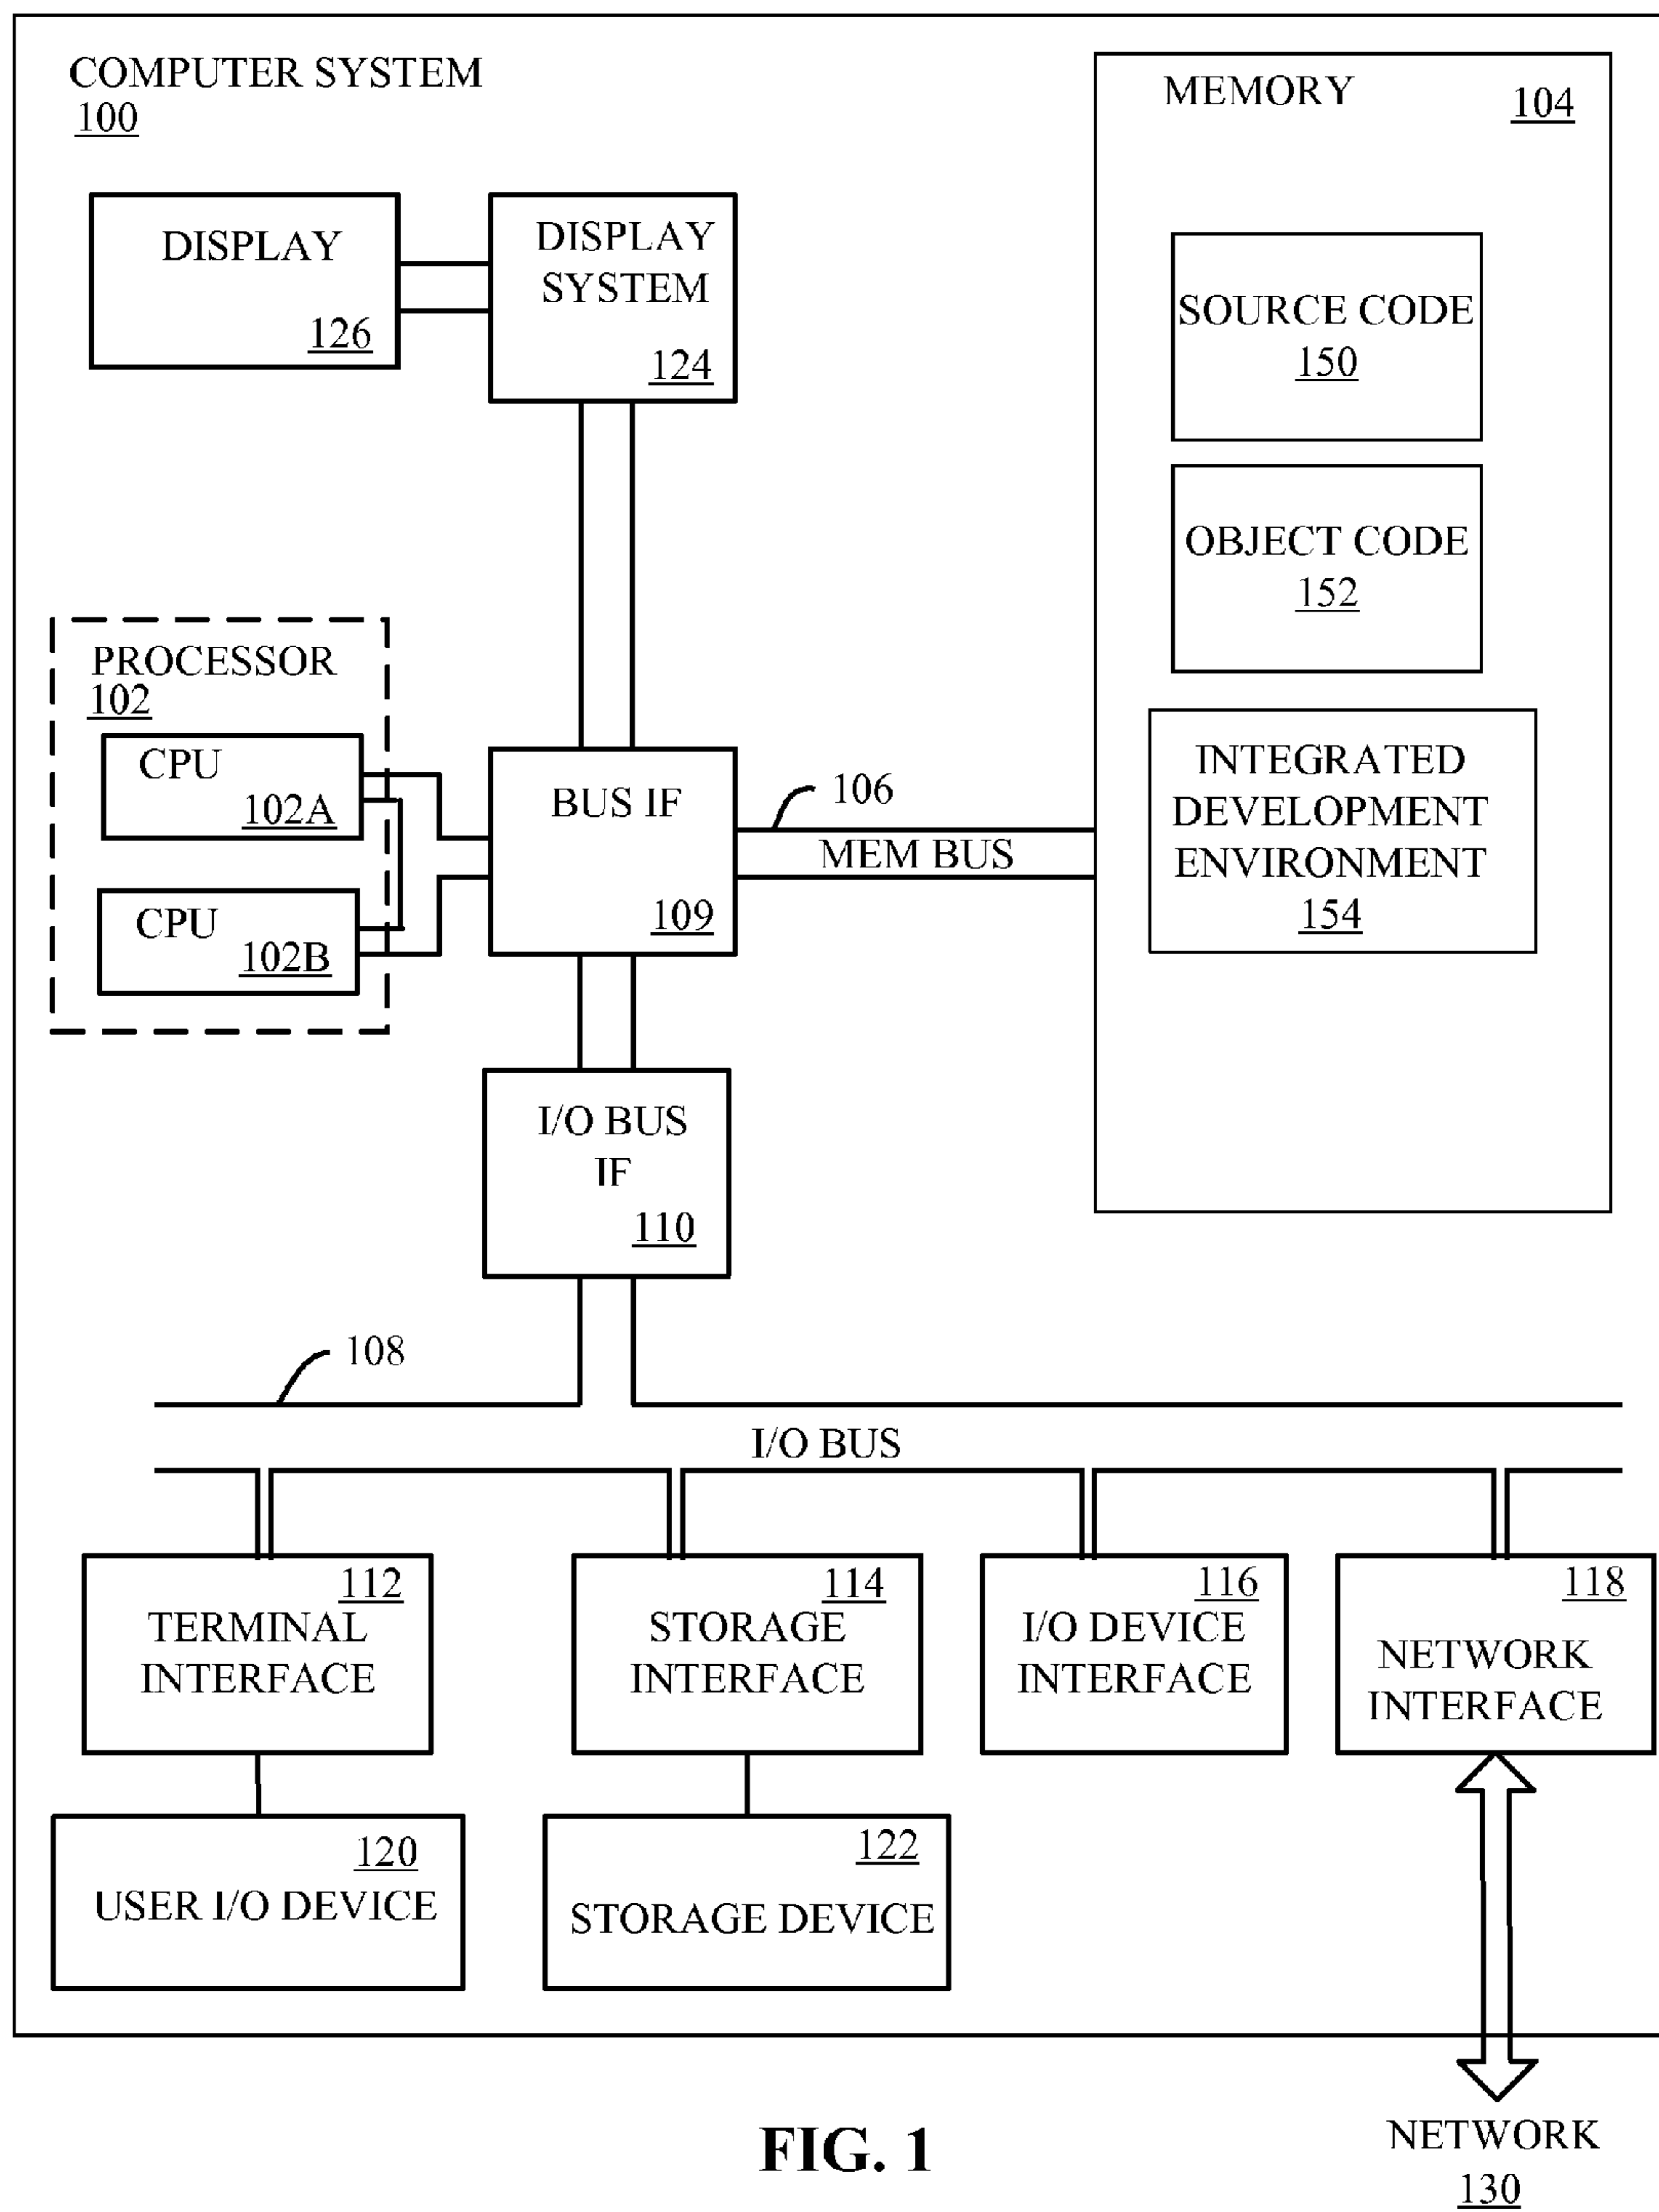 COMPUTER SYSTEM
100
MEMORY
104
DISPLAY
126
DISPLAY
SYSTEM
124
SOURCE CODE
150
OBJECT CODE
152
INTEGRATED
DEVELOPMENT
ENVIRONMENT
154
PROCESSOR
102
CPU
102A
CPU
102B
BUS IF
109
106
MEM BUS
I/O BUS
IF
110
108
I/O BUS
112
TERMINAL
INTERFACE
114
STORAGE
INTERFACE
116
I/O DEVICE
INTERFACE
118
NETWORK
INTERFACE
120
USER I/O DEVICE
122
STORAGE DEVICE
NETWORK
130
FIG. 1